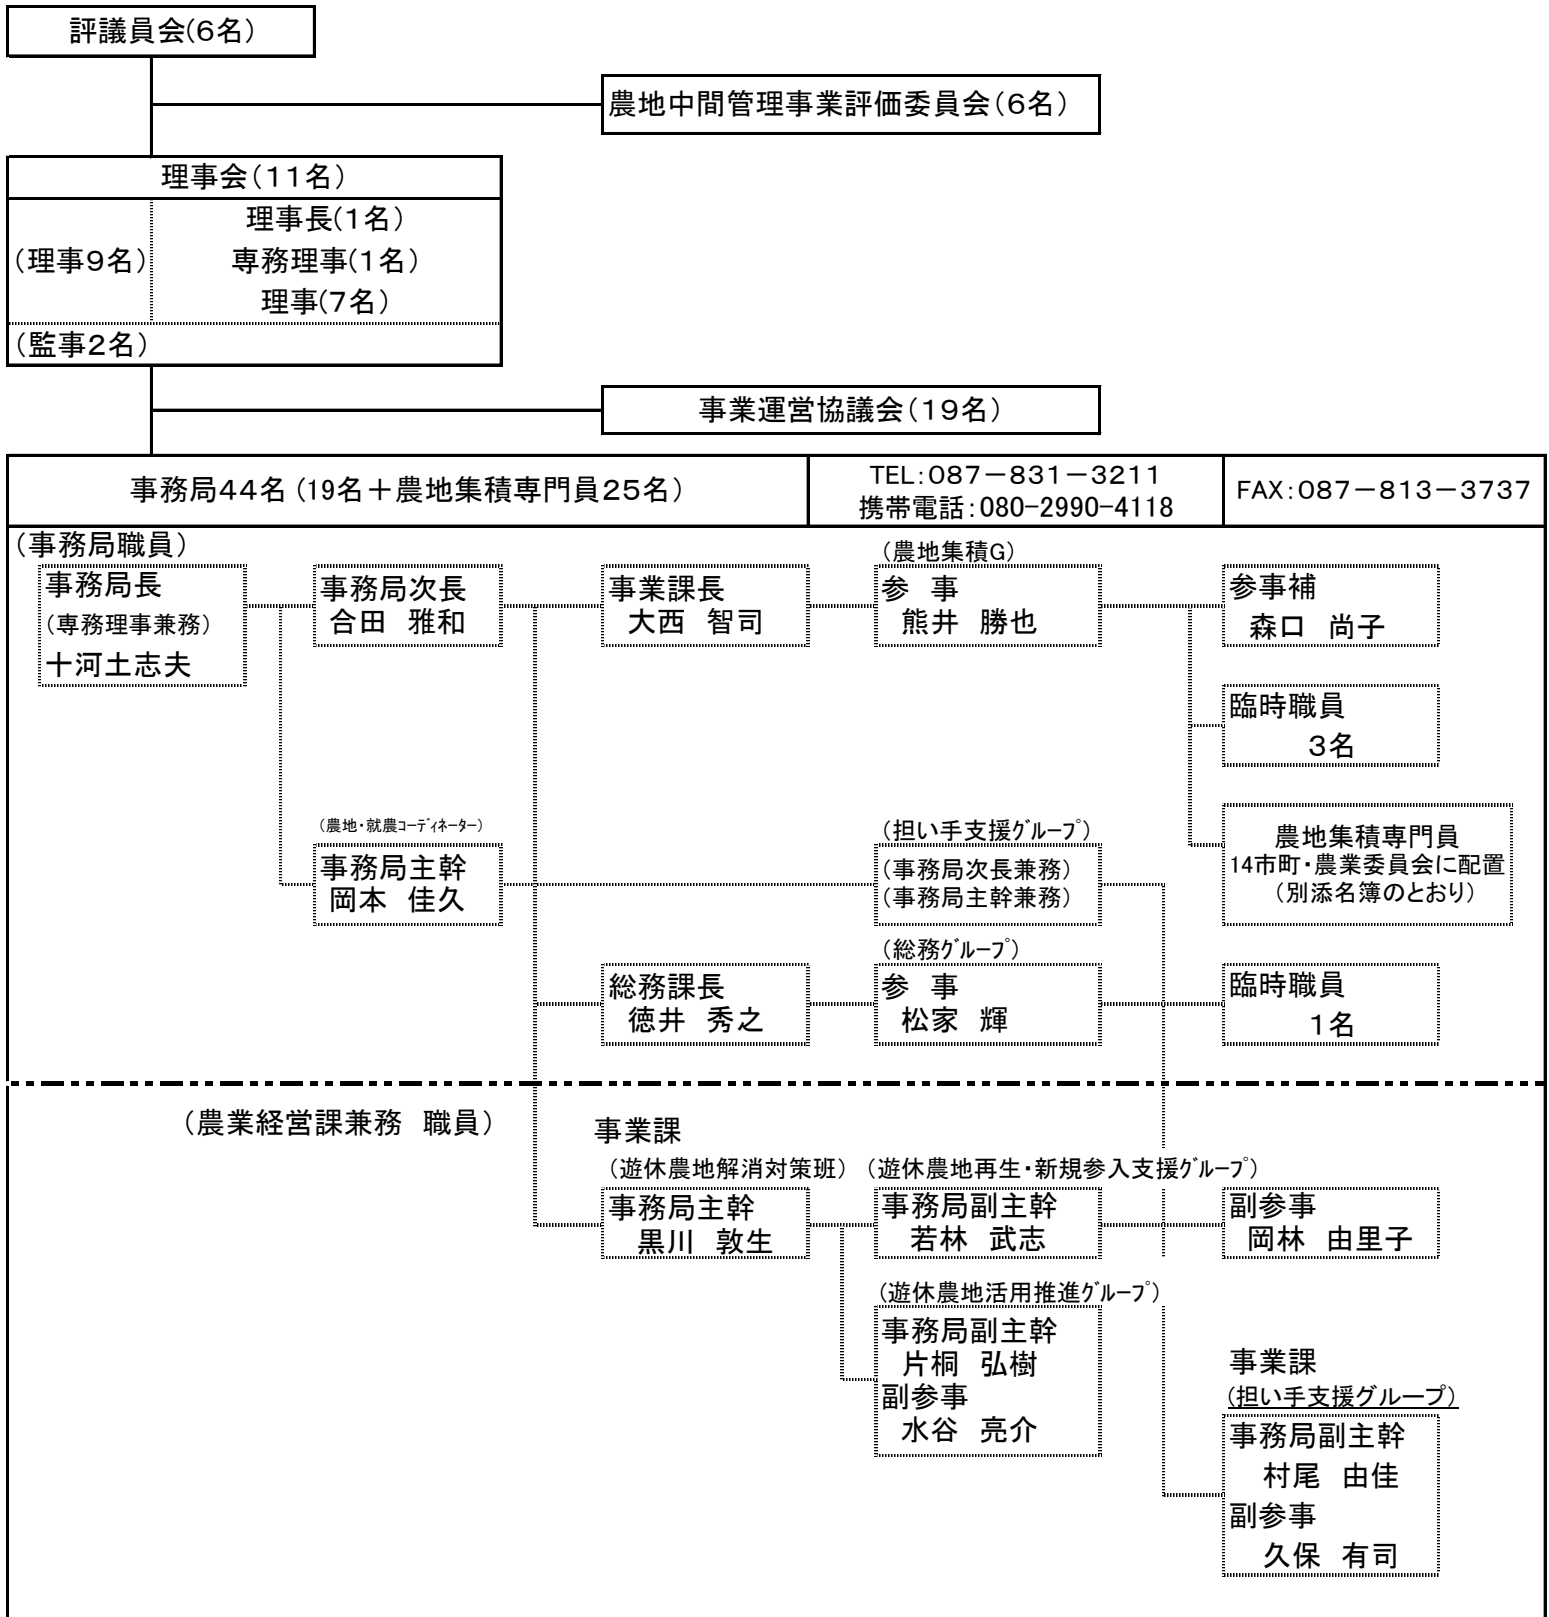 評議員会(6名)
農地中間管理事業評価委員会(6名)
理事会(11名)
理事長(1名)
(理事9名)
専務理事(1名)
理事(7名)
(監事2名)
事業運営協議会(19名)
事務局44名(19名+農地集積専門員25名)
TEL:087-831-3211
携帯電話:080-2990-4118
FAX:087-813-3737
(事務局職員)
事務局長
(専務理事兼務)
十河土志夫
事務局次長
合田 雅和
事業課長
大西 智司
(農地集積G)
参 事
熊井 勝也
参事補
森口 尚子
臨時職員
3名
農地集積専門員
14市町・農業委員会に配置
(別添名簿のとおり)
(農地・就農コーディネーター)
事務局主幹
岡本 佳久
(担い手支援グループ)
(事務局次長兼務)
(事務局主幹兼務)
総務課長
徳井 秀之
(総務グループ)
参 事
松家 輝
臨時職員
1名
(農業経営課兼務 職員)
事業課
(遊休農地解消対策班)
事務局主幹
黒川 敦生
(遊休農地再生・新規参入支援グループ)
事務局副主幹
若林 武志
副参事
岡林 由里子
(遊休農地活用推進グループ)
事務局副主幹
片桐 弘樹
副参事
水谷 亮介
事業課
(担い手支援グループ)
事務局副主幹
村尾 由佳
副参事
久保 有司